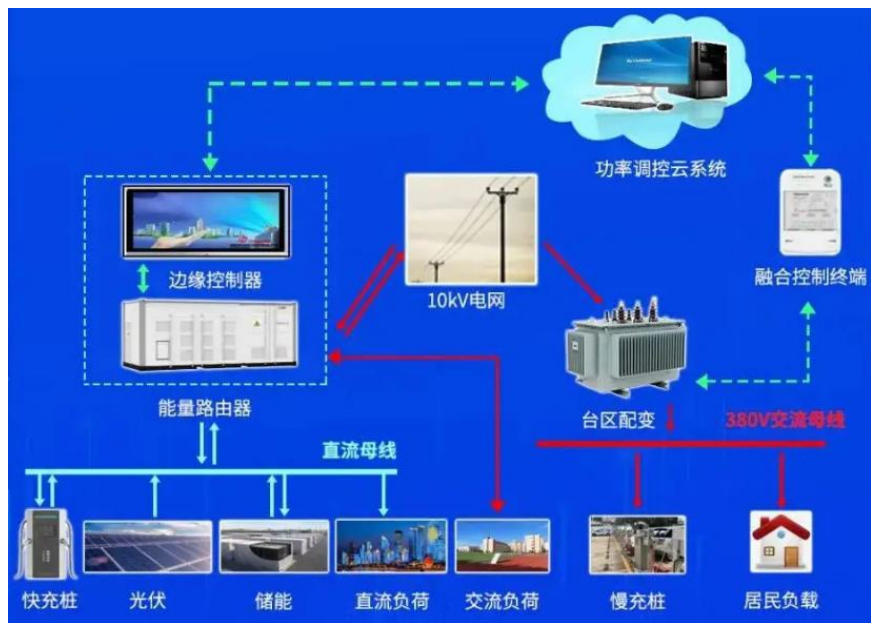 功率调控云系统
边缘控制器
10kV电网
融合控制终端
能量路由器
台区配变
380V交流母线
直流母线
快充桩
光伏
储能
直流负荷
交流负荷
慢充桩
居民负载